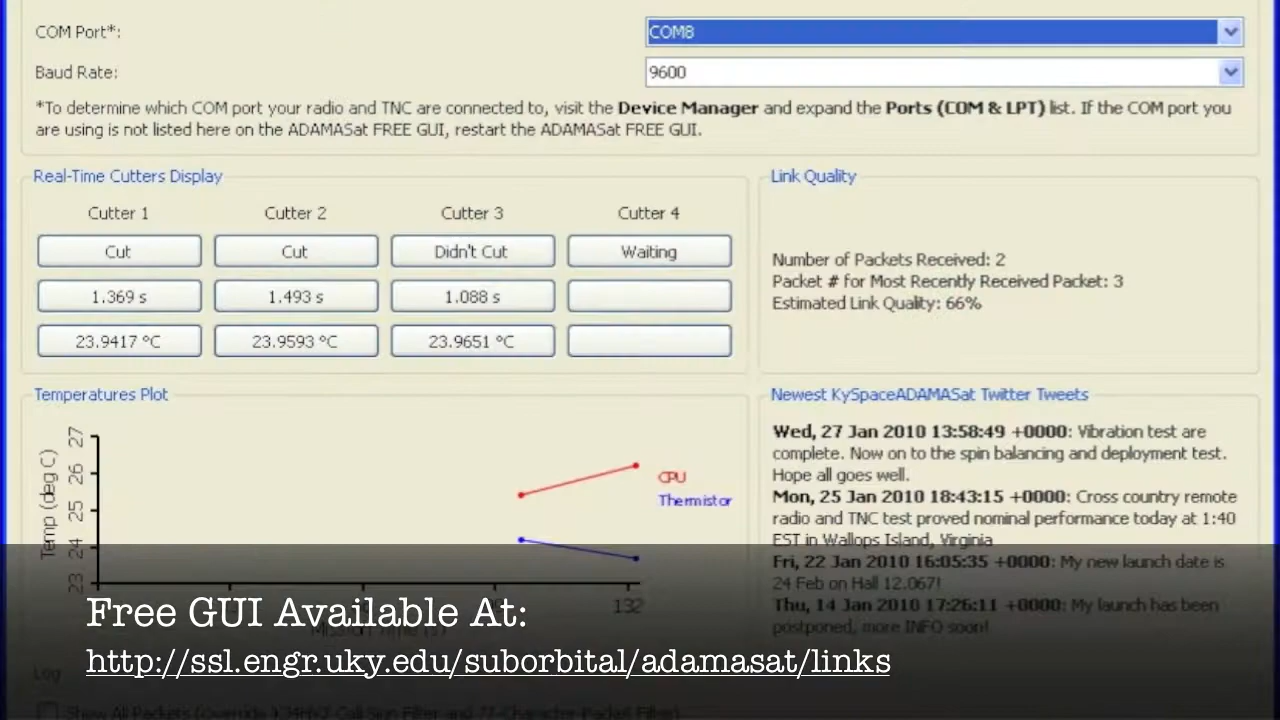 COM Port*:
COM8
Baud Rate:
9600
*To determine which COM port your radio and TNC are connected to, visit the Device Manager and expand the Ports (COM & LPT) list. If the COM port you
are using is not listed here on the ADAMASat FREE GUI, restart the ADAMASat FREE GUI.
Real-Time Cutters Display
Cutter 1 Cutter 2 Cutter 3 Cutter 4
Cut Cut Didn't Cut Waiting
1.369 s 1.493 s 1.088 s
23.9417 °C 23.9593 °C 23.9651 °C
Link Quality
Number of Packets Received: 2
Packet # for Most Recently Received Packet: 3
Estimated Link Quality: 66%
Temperatures Plot
Temp (deg C)
27
26
25
24
23
CPU
Thermistor
132
Newest KySpaceADAMASat Twitter Tweets
Wed, 27 Jan 2010 13:58:49 +0000: Vibration test are
complete. Now on to the spin balancing and deployment test.
Hope all goes well.
Mon, 25 Jan 2010 18:43:15 +0000: Cross country remote
radio and TNC test proved nominal performance today at 1:40
EST in Wallops Island, Virginia
Fri, 22 Jan 2010 16:05:35 +0000: My new launch date is
24 Feb on Hall 12.067!
Thu, 14 Jan 2010 17:26:11 +0000: My launch has been
postponed, more INFO soon!
Free GUI Available At:
http://ssl.engr.uky.edu/suborbital/adamasat/links
Log